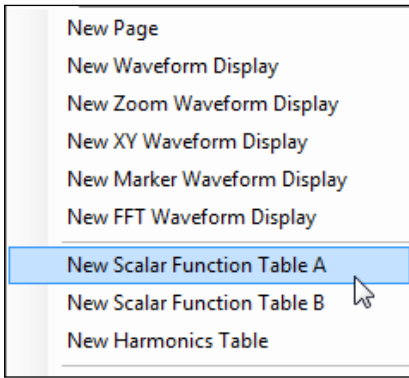 New Page
New Waveform Display
New Zoom Waveform Display
New XY Waveform Display
New Marker Waveform Display
New FFT Waveform Display
New Scalar Function Table A
New Scalar Function Table B
New Harmonics Table